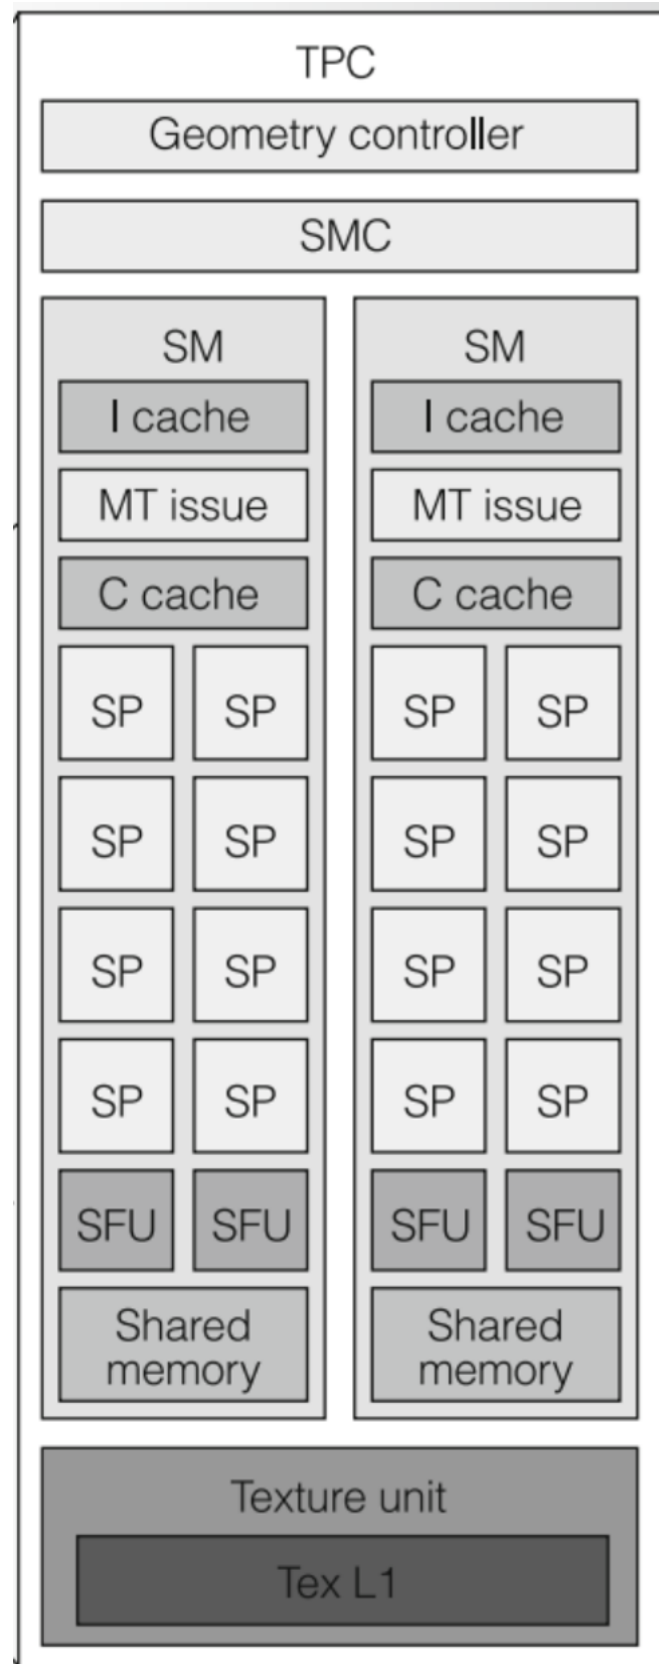 TPC
Geometry controller
SMC
SM
I cache
MT issue
C cache
SP SP
SP SP
SP SP
SP SP
SFU SFU
Shared
memory
SM
I cache
MT issue
C cache
SP SP
SP SP
SP SP
SP SP
SFU SFU
Shared
memory
Texture unit
Tex L1